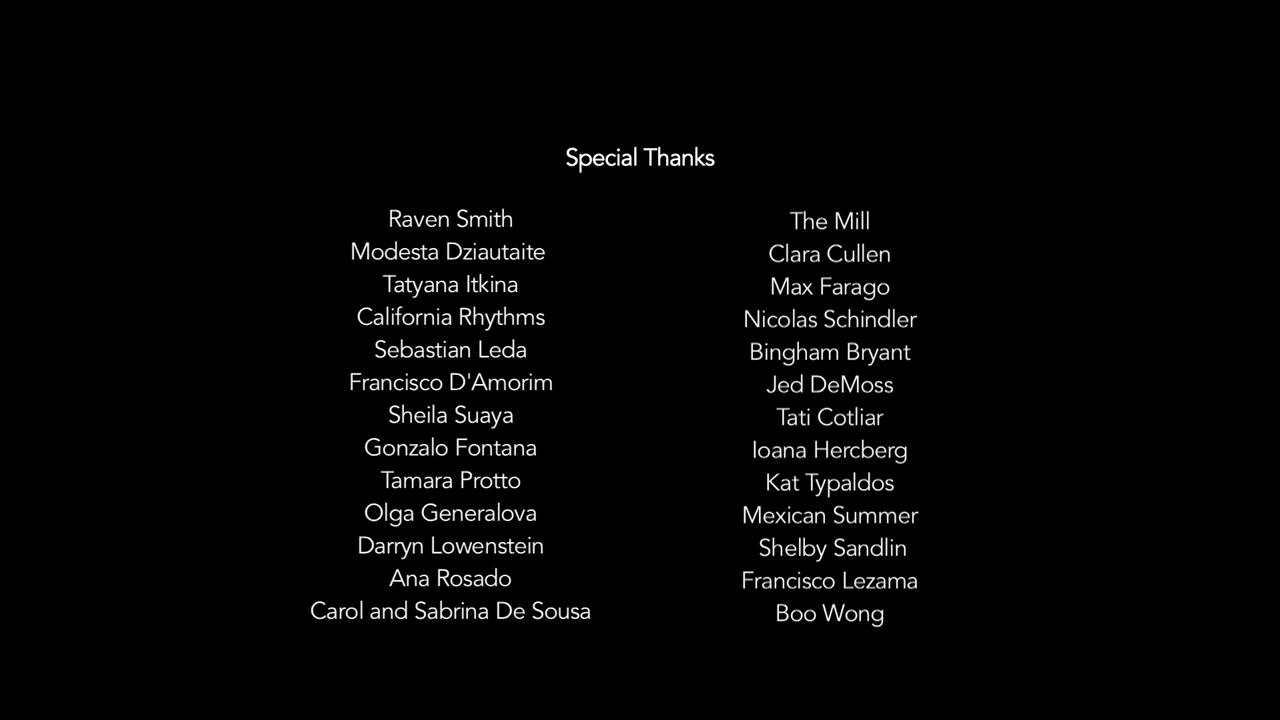 Special Thanks
Raven Smith
Modesta Dziautaite
Tatyana Itkina
California Rhythms
Sebastian Leda
Francisco D'Amorim
Sheila Suaya
Gonzalo Fontana
Tamara Protto
Olga Generalova
Darryn Lowenstein
Ana Rosado
Carol and Sabrina De Sousa
The Mill
Clara Cullen
Max Farago
Nicolas Schindler
Bingham Bryant
Jed DeMoss
Tati Cotliar
Ioana Hercberg
Kat Typaldos
Mexican Summer
Shelby Sandlin
Francisco Lezama
Boo Wong